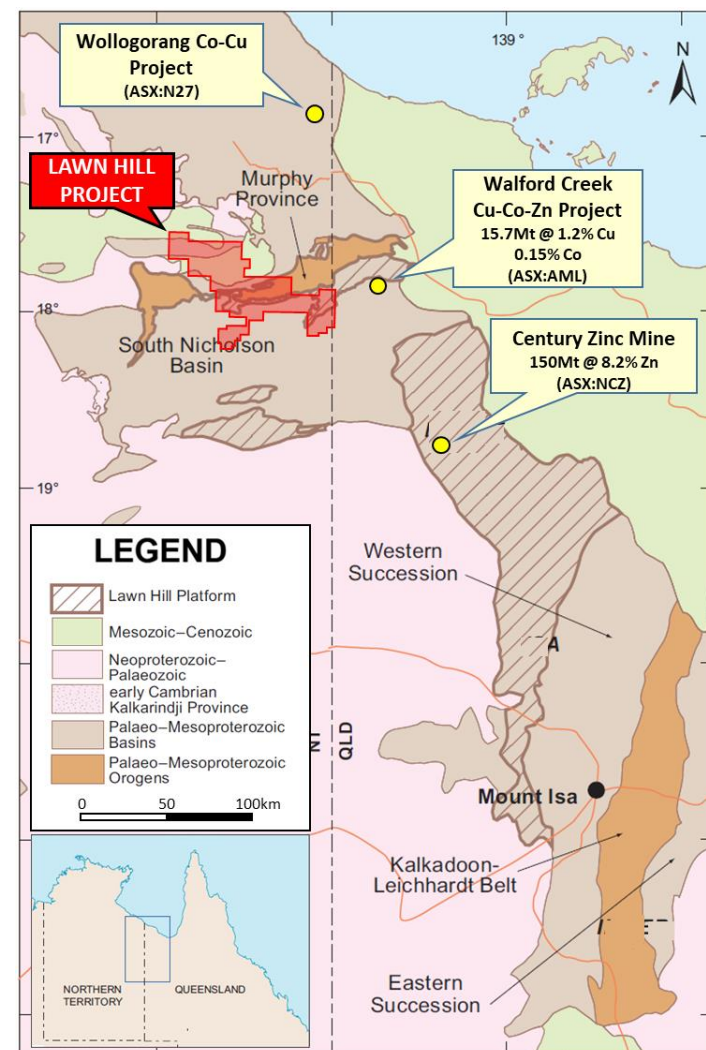 Wollogorang Co-Cu
Project
(ASX:N27)
139°
N
17°
LAWN HILL
PROJECT
Murphy
Province
Walford Creek
Cu-Co-Zn Project
15.7Mt @ 1.2% Cu
0.15% Co
(ASX:AML)
18°
South Nicholson
Basin
Century Zinc Mine
150Mt @ 8.2% Zn
(ASX:NCZ)
19°
Western
Succession
LEGEND
Lawn Hill Platform
Mesozoic–Cenozoic
Neoproterozoic–
Palaeozoic
early Cambrian
Kalkarindji Province
Palaeo–Mesoproterozoic
Basins
Palaeo–Mesoproterozoic
Orogens
0 50 100km
QLD
Mount Isa
Kalkadoon-
Leichhardt Belt
Eastern
Succession
NORTHERN
TERRITORY
QUEENSLAND